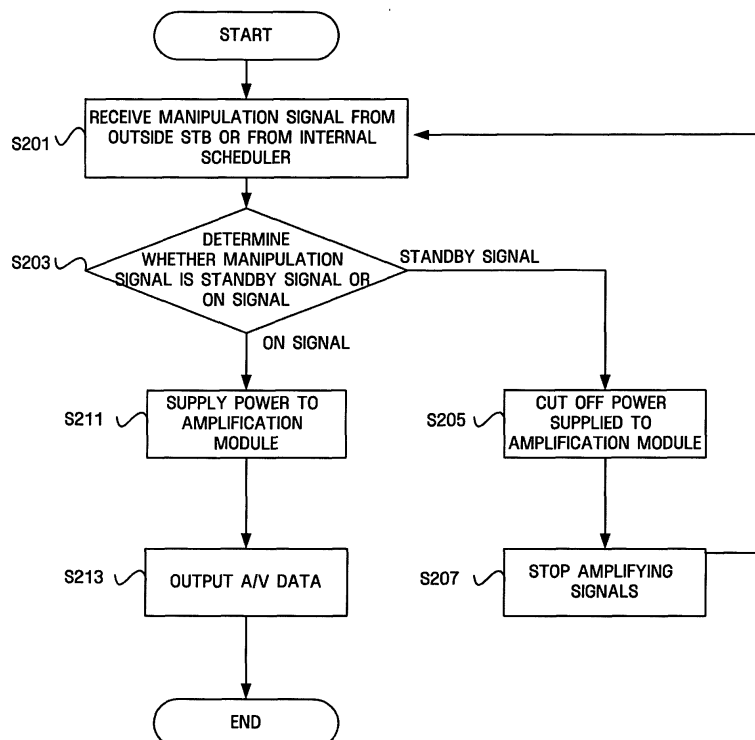 START
S201
RECEIVE MANIPULATION SIGNAL FROM
OUTSIDE STB OR FROM INTERNAL
SCHEDULER
S203
DETERMINE
WHETHER MANIPULATION
SIGNAL IS STANDBY SIGNAL OR
ON SIGNAL
STANDBY SIGNAL
ON SIGNAL
S211
SUPPLY POWER TO
AMPLIFICATION
MODULE
S205
CUT OFF POWER
SUPPLIED TO
AMPLIFICATION MODULE
S213
OUTPUT A/V DATA
S207
STOP AMPLIFYING
SIGNALS
END